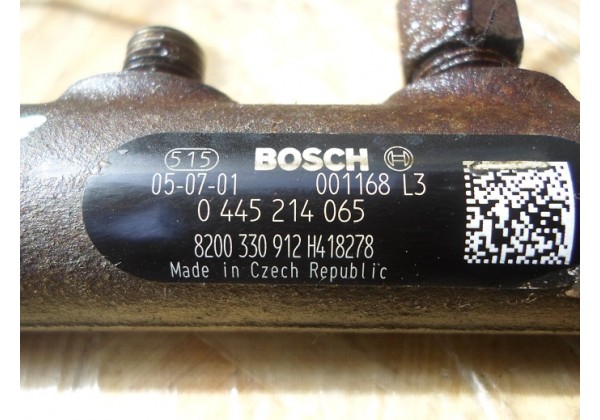 515 BOSCH
05-07-01 001168 L3
0 445 214 065
8200 330 912 H418278
Made in Czech Republic